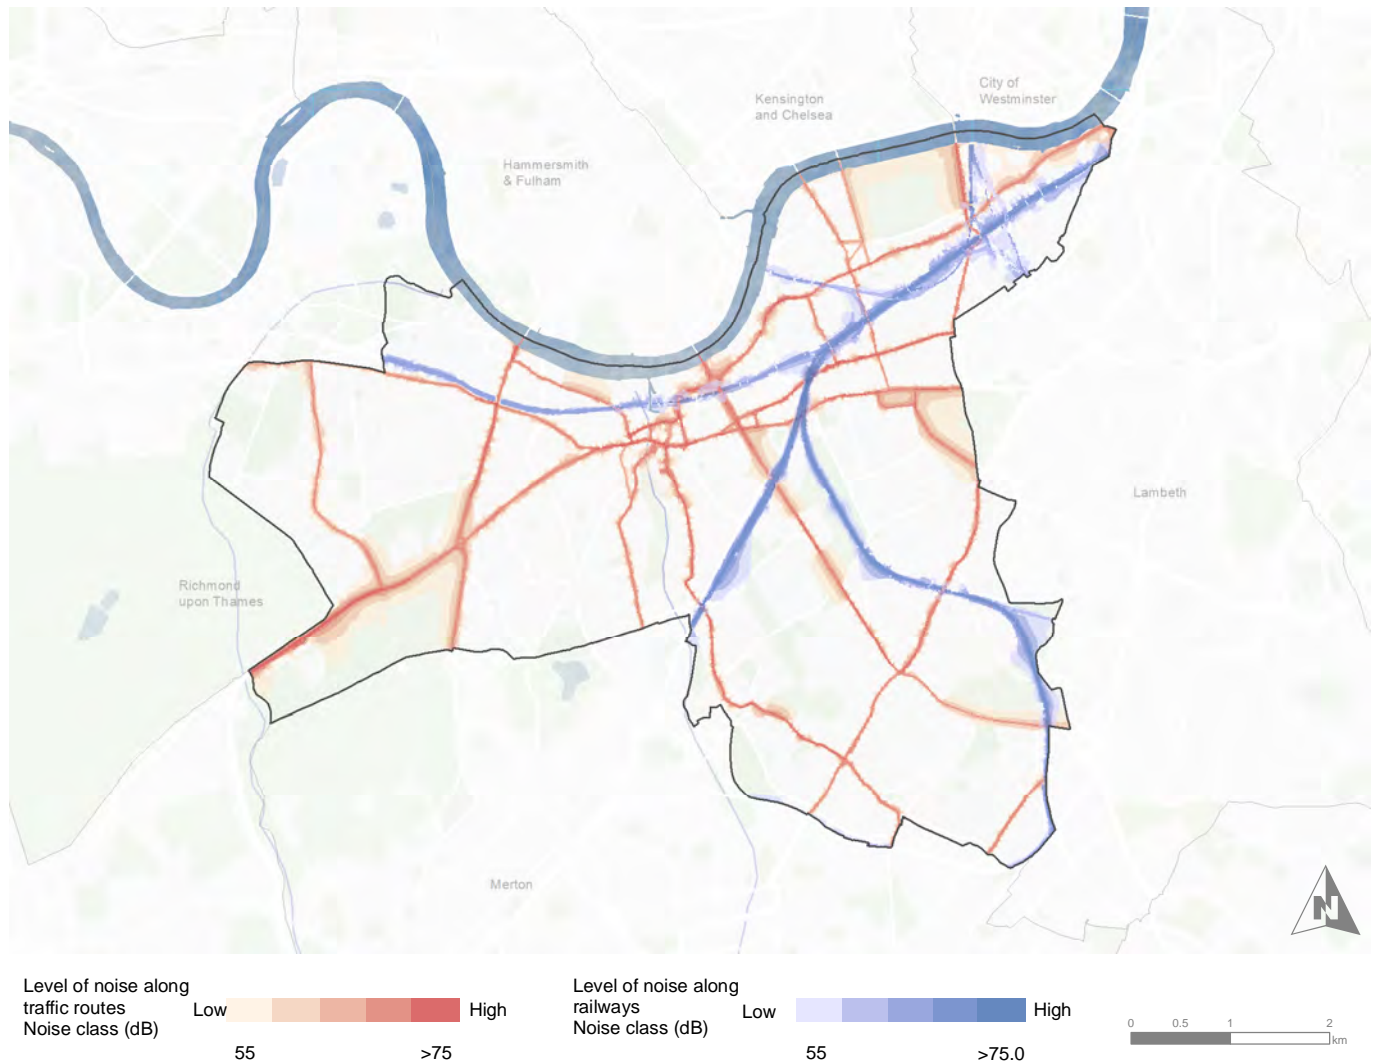 City of
Westminster
Kensington
and Chelsea
Hammersmith
& Fulham
Lambeth
Richmond
upon Thames
Merton
N
Level of noise along
traffic routes
Noise class (dB)
Low
High
55
>75
Level of noise along
railways
Noise class (dB)
Low
High
55
>75.0
0 0.5 1 2
km